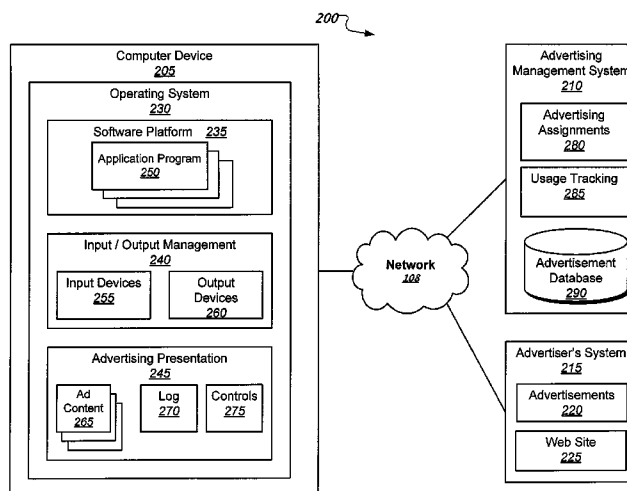 200
Computer Device
205
Operating System
230
Software Platform 235
Application Program
250
Input / Output Management
240
Input Devices
255
Output
Devices
260
Advertising Presentation
245
Ad
Content
265
Log
270
Controls
275
Network
108
Advertising
Management System
210
Advertising
Assignments
280
Usage Tracking
285
Advertisement
Database
290
Advertiser's System
215
Advertisements
220
Web Site
225